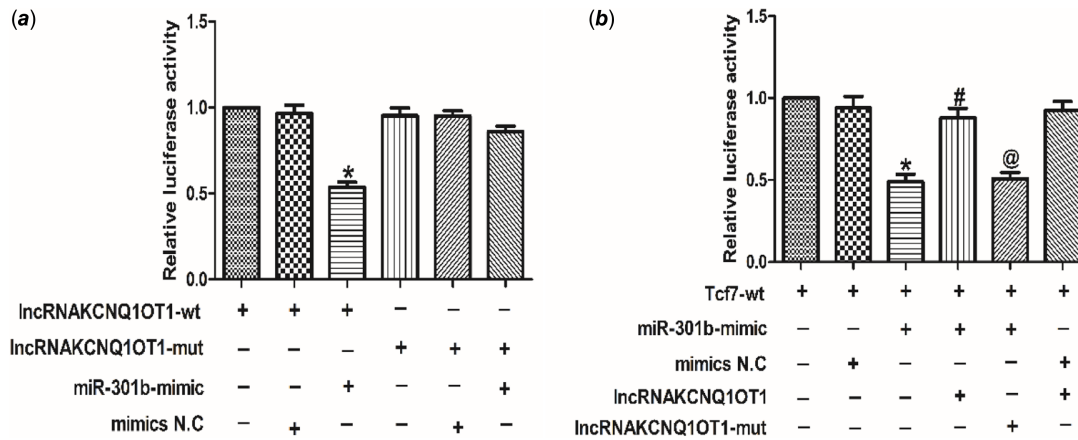 (a)
1.5
1.0
0.5
0.0
Relative luciferase activity
*
lncRNAKCNQ1OT1-wt + + + – – –
lncRNAKCNQ1OT1-mut – – – + + +
miR-301b-mimic – – + – – +
mimics N.C – + – – + –
(b)
1.5
1.0
0.5
0.0
Relative luciferase activity
* # @
Tcf7-wt + + + + + +
miR-301b-mimic – – + + + –
mimics N.C – + – – – +
lncRNAKCNQ1OT1 – – – + – +
lncRNAKCNQ1OT1-mut – – – – + –